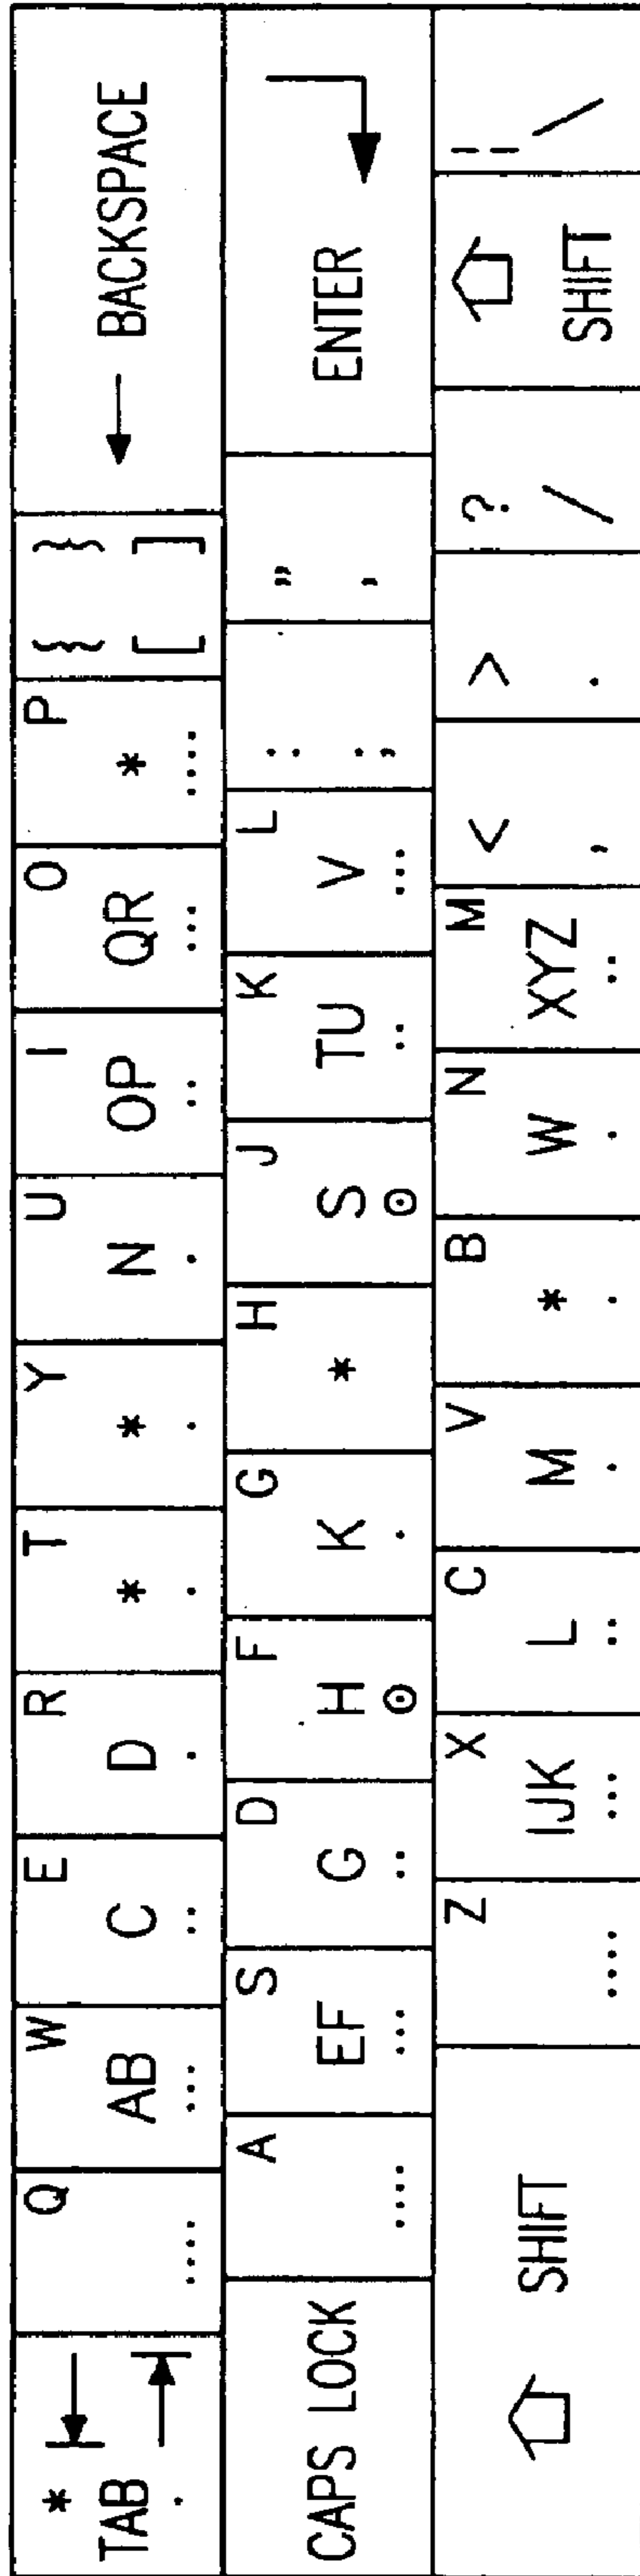 * TAB .
Q ....
W AB ...
E C ..
R D .
T * .
Y * .
U N .
I OP ..
O QR ...
P * ....
{ } [ ]
← BACKSPACE
CAPS LOCK
A ....
S EF ...
D G ..
F H ⊙
G K .
H *
J S ⊙
K TU ..
L V ...
: ;
" ,
ENTER
SHIFT
Z ....
X IJK ...
C L ..
V M .
B * .
N W .
M XYZ ..
< ,
> .
? /
SHIFT
¦ \